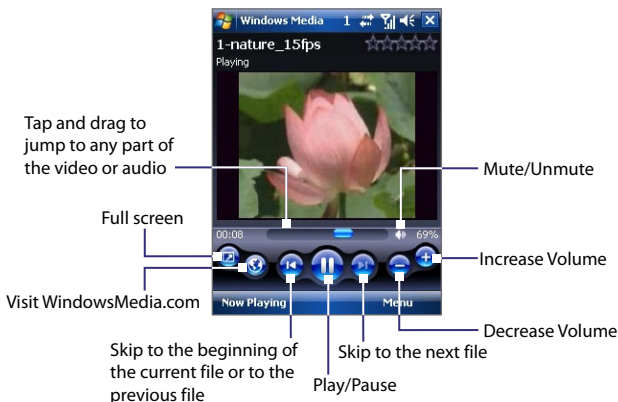 Windows Media 1
1-nature_15fps
Playing
Tap and drag to
jump to any part of
the video or audio
Mute/Unmute
Full screen
00:08
69%
Increase Volume
Visit WindowsMedia.com
Now Playing
Menu
Decrease Volume
Skip to the beginning of
the current file or to the
previous file
Skip to the next file
Play/Pause